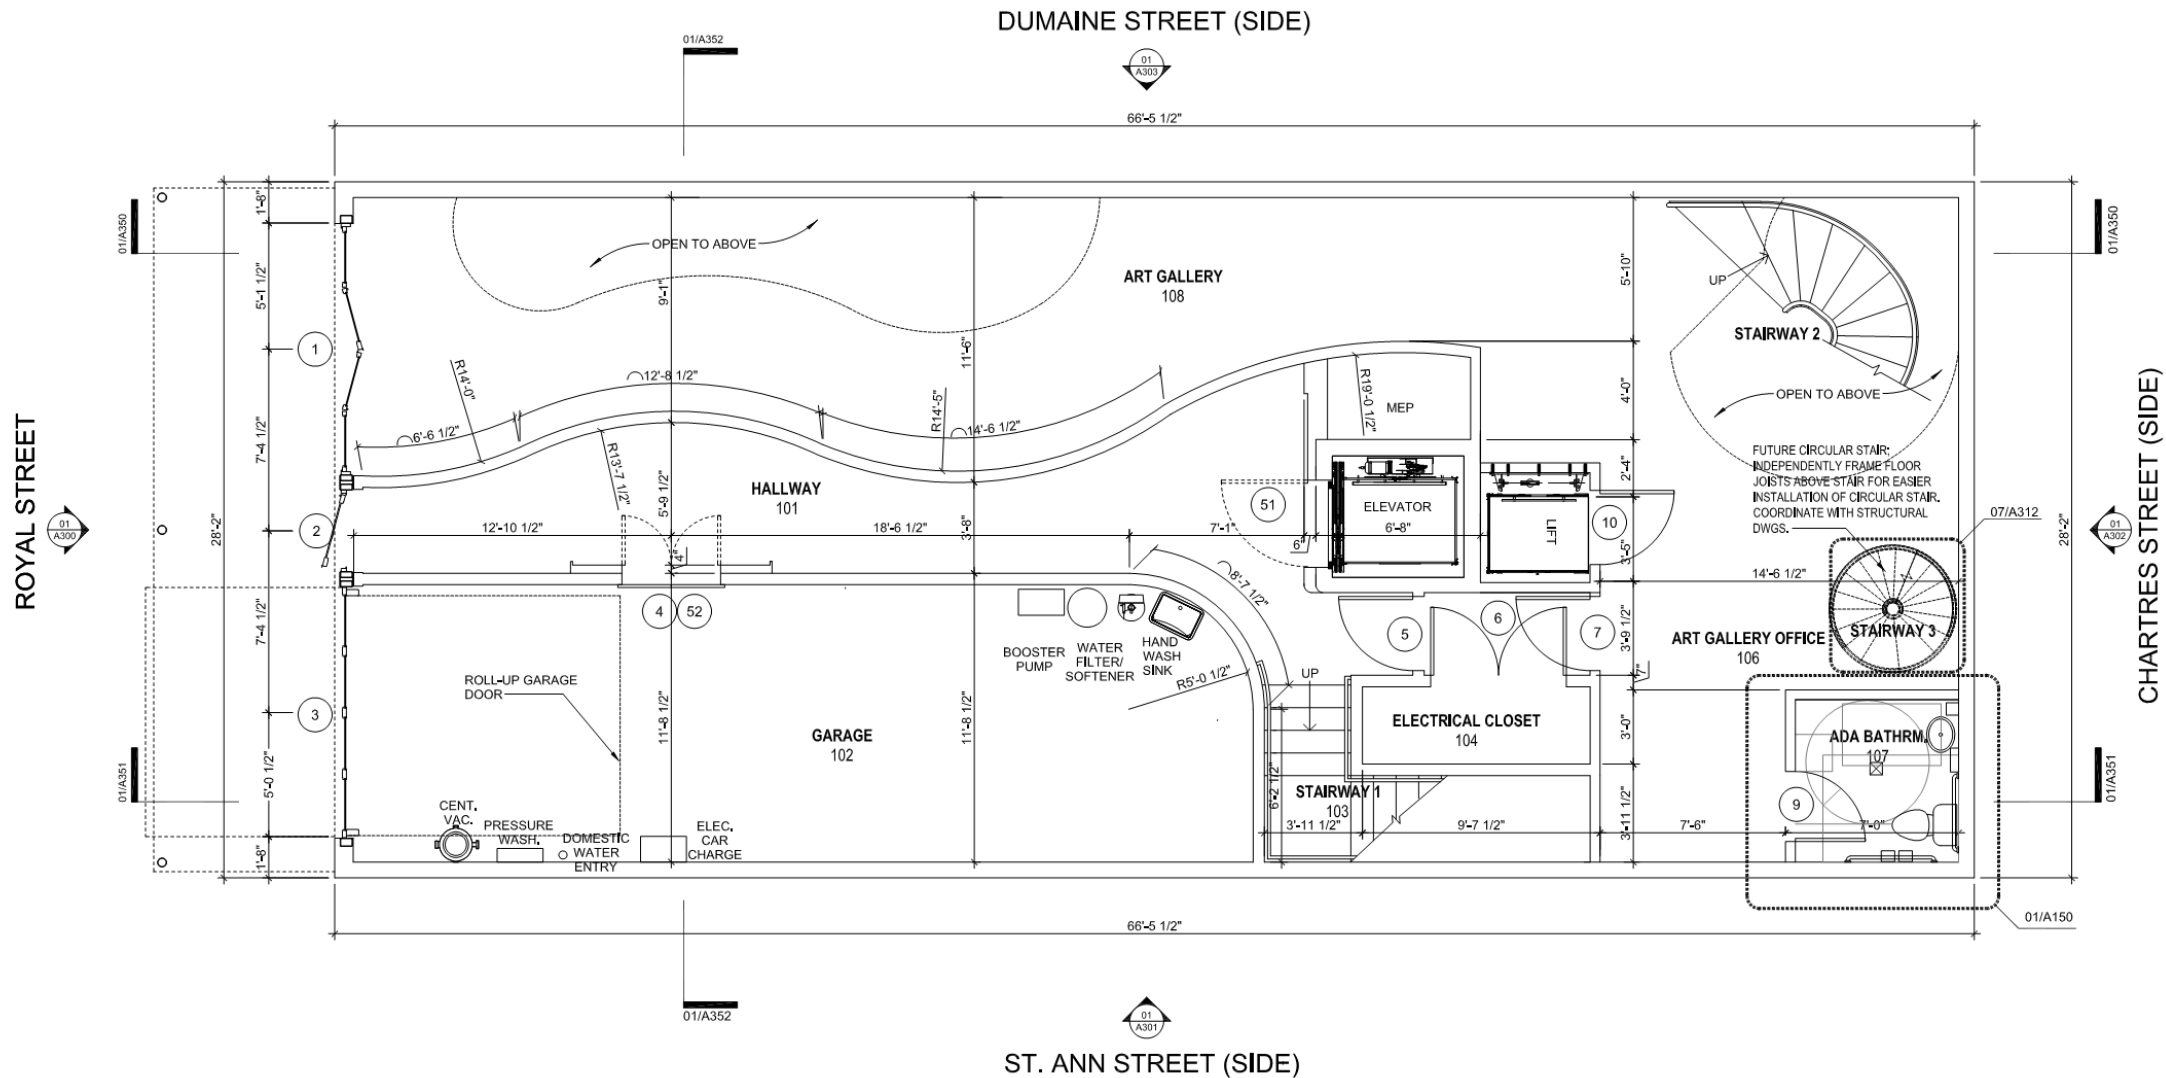 DUMAINE STREET (SIDE)
01/A352
01
A303
66'-5 1/2"
01/A350
1'-8"
5'-1 1/2"
7'-4 1/2"
7'-4 1/2"
5'-0 1/2"
1'-8"
28'-2"
01/A351
ROYAL STREET
01
A300
1
2
3
OPEN TO ABOVE
9'-1"
ART GALLERY
108
11'-6"
R14'-0"
12'-8 1/2"
6'-6 1/2"
14'-6 1/2"
R14'-5"
R13'-7 1/2"
R19'-0 1/2"
MEP
HALLWAY
101
5'-9 1/2"
3'-8"
12'-10 1/2"
18'-6 1/2"
7'-1"
6"
6'-8"
4"
51
ELEVATOR
LIFT
10
5'-10"
4'-0"
2'-4"
3'-5"
3'-9 1/2"
7"
3'-0"
3'-11 1/2"
UP
STAIRWAY 2
OPEN TO ABOVE
FUTURE CIRCULAR STAIR;
INDEPENDENTLY FRAME FLOOR
JOISTS ABOVE STAIR FOR EASIER
INSTALLATION OF CIRCULAR STAIR.
COORDINATE WITH STRUCTURAL
DWGS.
07/A312
14'-6 1/2"
STAIRWAY 3
ART GALLERY OFFICE
106
4
52
5
6
7
BOOSTER
PUMP
WATER
FILTER/
SOFTENER
HAND
WASH
SINK
8'-7 1/2"
R5'-0 1/2"
UP
ROLL-UP GARAGE
DOOR
11'-8 1/2"
11'-8 1/2"
GARAGE
102
ELECTRICAL CLOSET
104
ADA BATHRM.
107
6'-2 1/2"
STAIRWAY 1
103
3'-11 1/2"
9'-7 1/2"
7'-6"
7'-0"
9
CENT.
VAC.
PRESSURE
WASH.
DOMESTIC
WATER
ENTRY
ELEC.
CAR
CHARGE
01/A350
28'-2"
01
A302
CHARTRES STREET (SIDE)
01/A351
01/A150
66'-5 1/2"
01/A352
01
A301
ST. ANN STREET (SIDE)